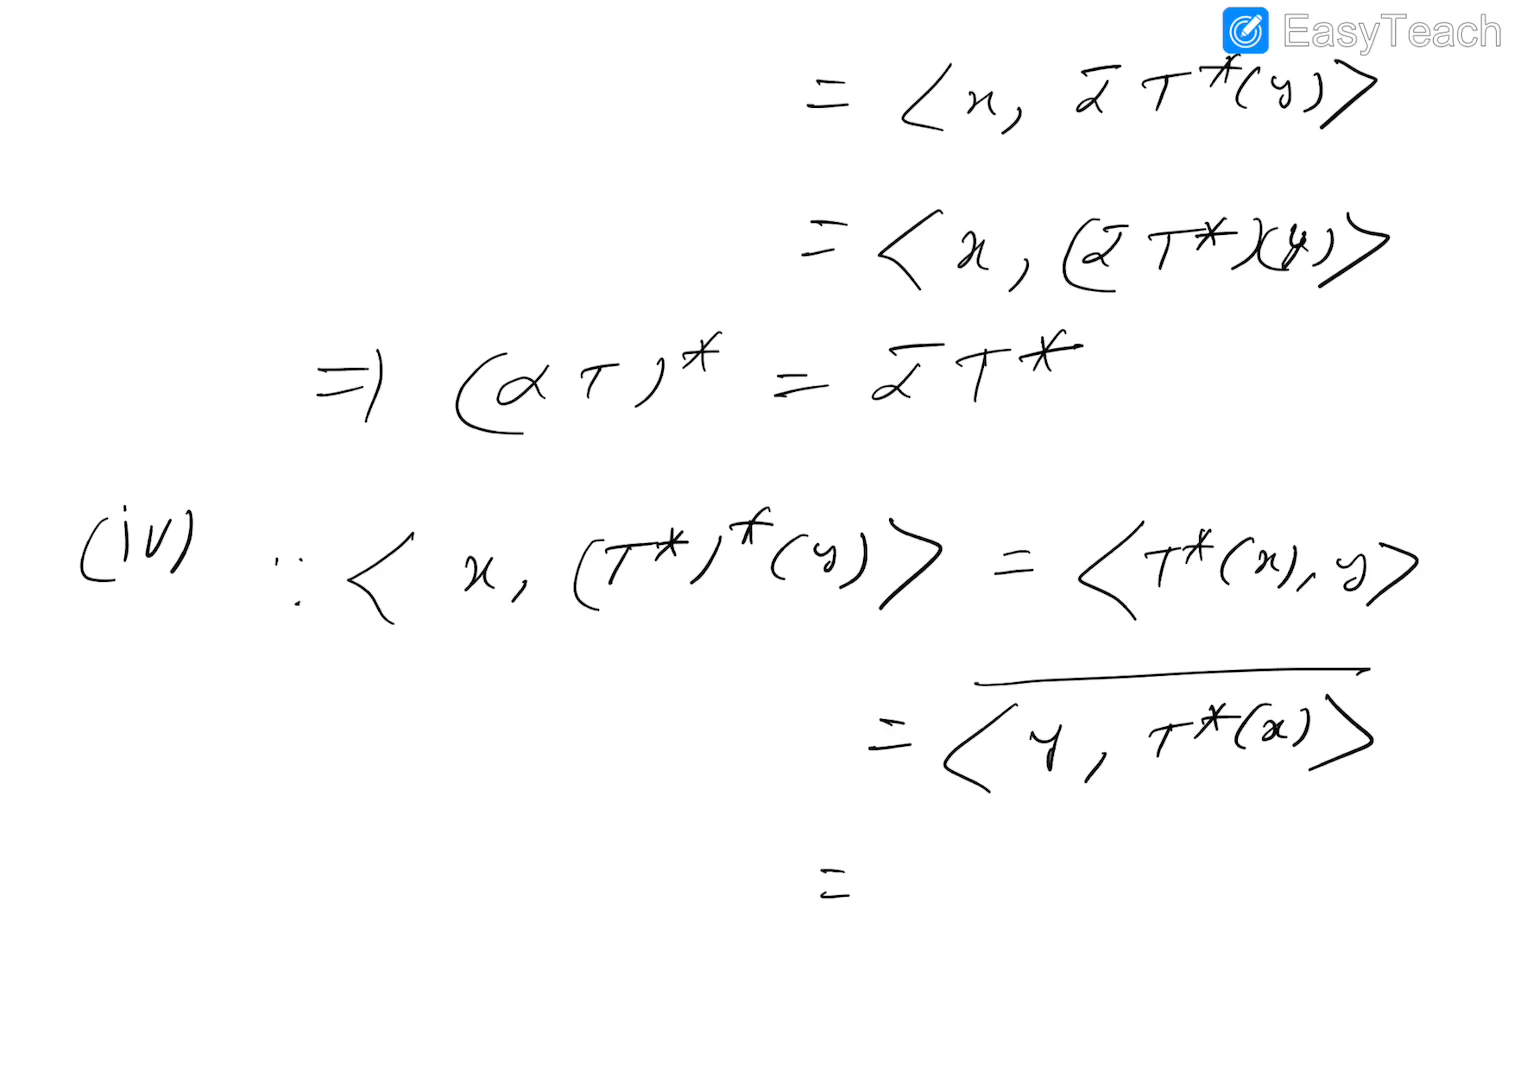 EasyTeach
= <x, ᾱ T*(y)>
= <x, (ᾱ T*)(y)>
⇒ (α T)* = ᾱ T*
(iv) ∵ <x, (T*)*(y)> = <T*(x), y>
= \overline{<y, T*(x)>}
=